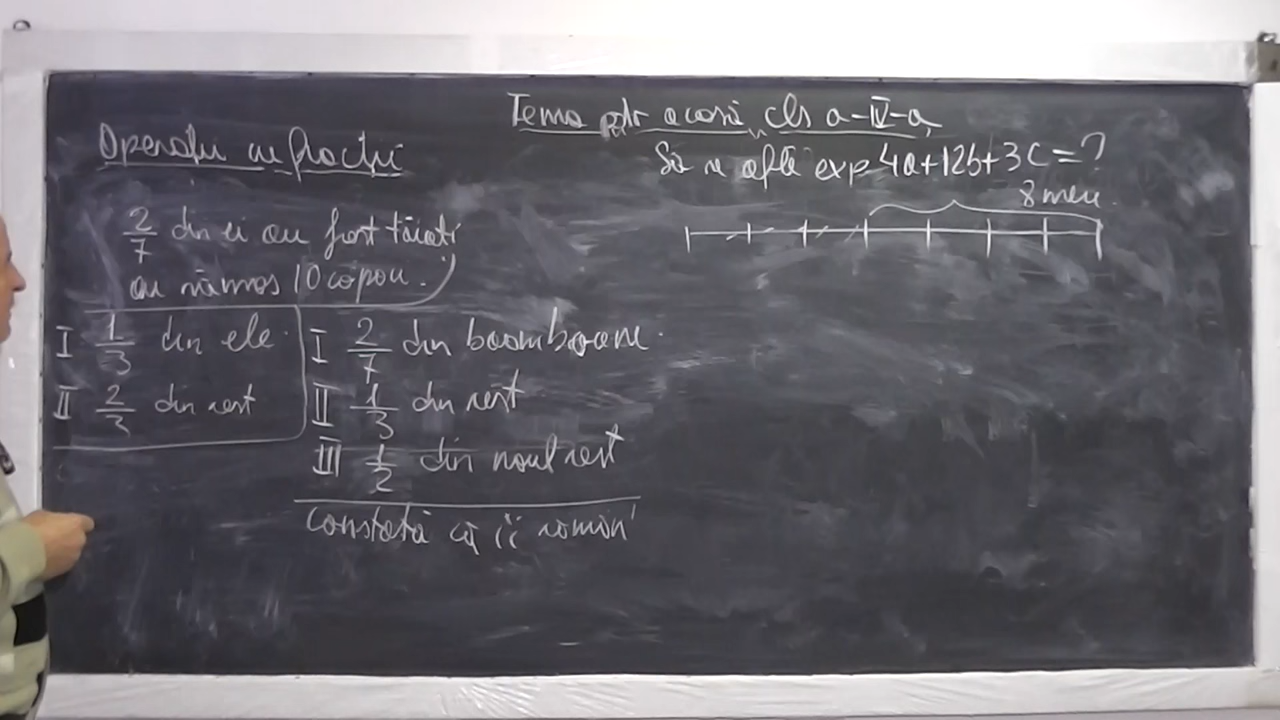 Tema ptr acasă cls a-IV-a
Operații cu fracții
Să se afle exp 4a+12b+3c=?
8 meri
2/7 din ei au fost tăiați
au rămas 10 copaci.
I 1/3 din ele.
II 2/3 din rest
I 2/7 din bomboane.
II 1/3 din rest
III 1/2 din noul rest
constată că îi